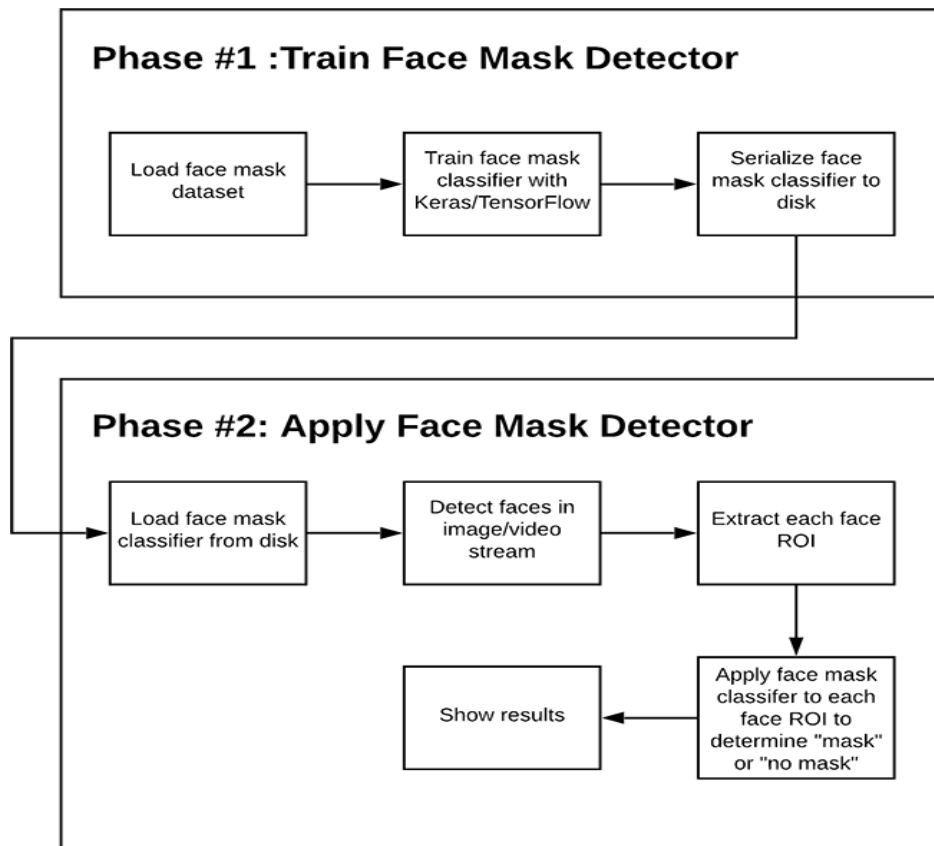 Phase #1 :Train Face Mask Detector
Load face mask
dataset
Train face mask
classifier with
Keras/TensorFlow
Serialize face
mask classifier to
disk
Phase #2: Apply Face Mask Detector
Load face mask
classifier from disk
Detect faces in
image/video
stream
Extract each face
ROI
Apply face mask
classifer to each
face ROI to
determine "mask"
or "no mask"
Show results